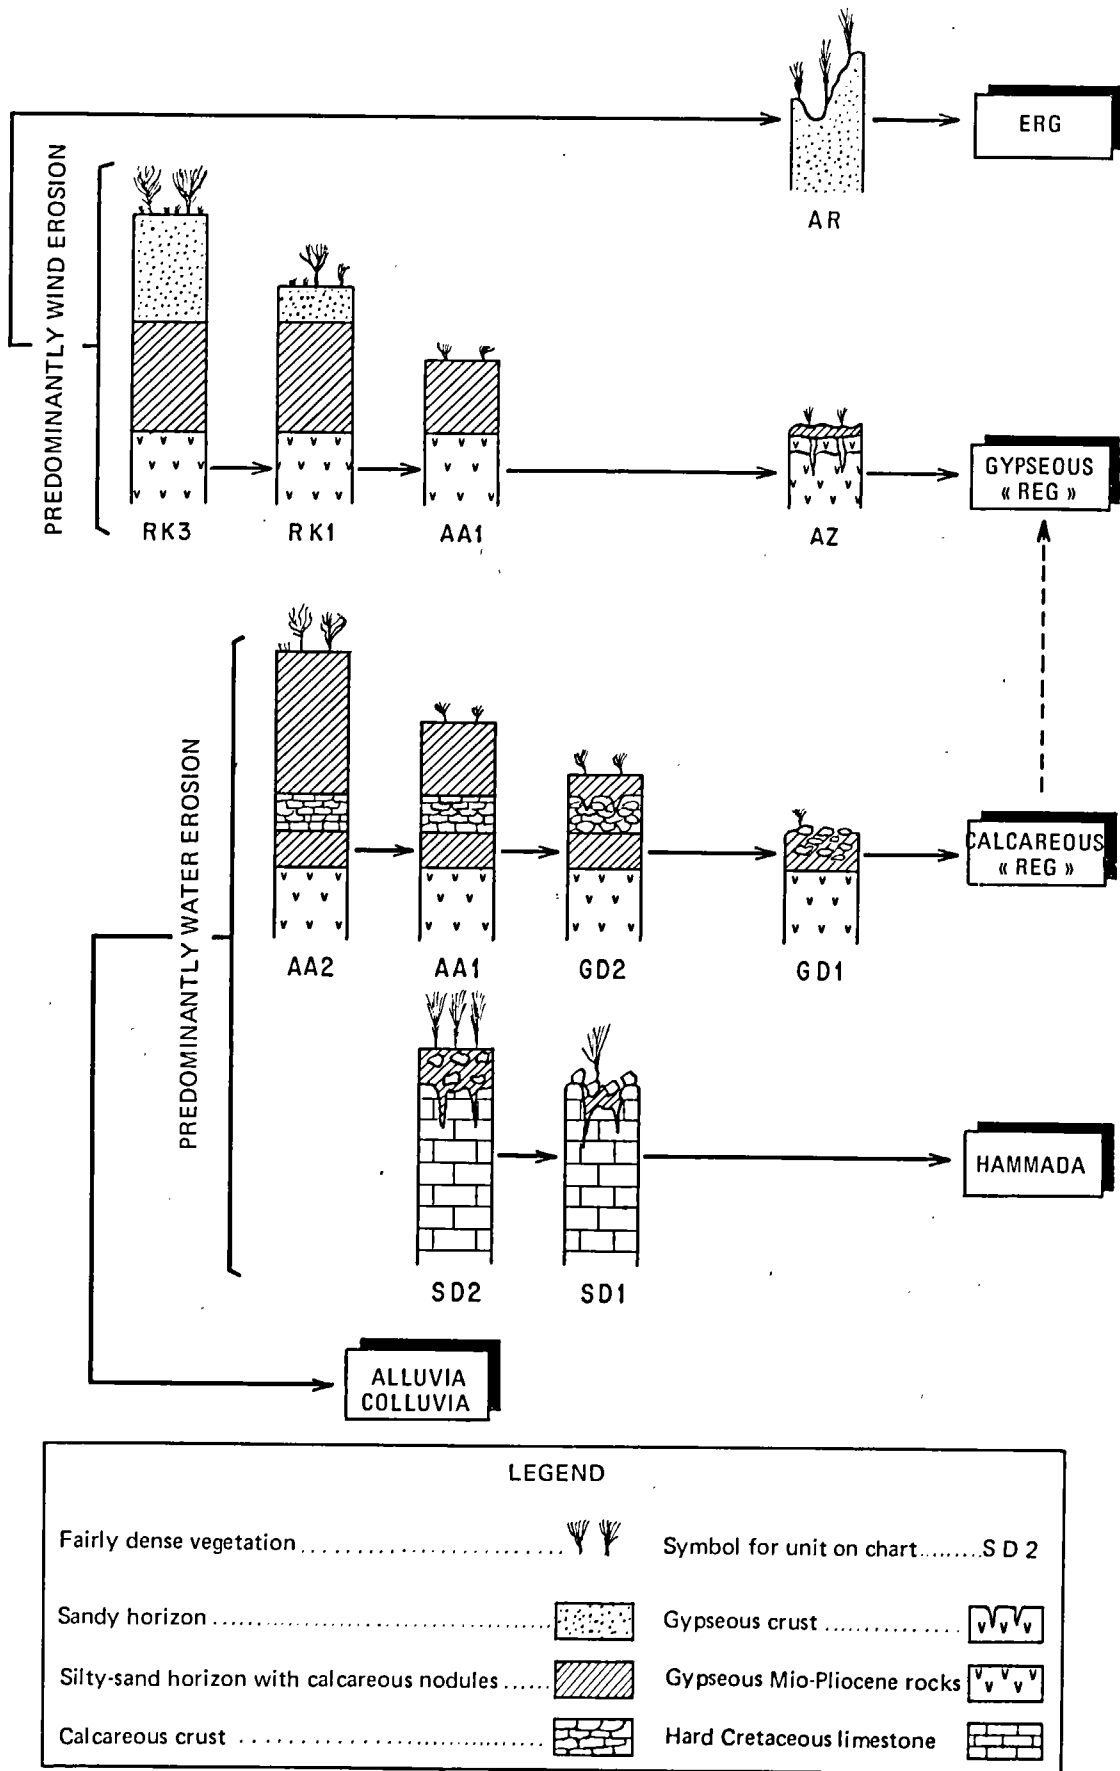 ERG
AR
PREDOMINANTLY WIND EROSION
RK3
RK1
AA1
AZ
GYPSEOUS
« REG »
PREDOMINANTLY WATER EROSION
AA2
AA1
GD2
GD1
CALCAREOUS
« REG »
SD2
SD1
HAMMADA
ALLUVIA
COLLUVIA
LEGEND
Fairly dense vegetation
Symbol for unit on chart........SD2
Sandy horizon
Gypseous crust
Silty-sand horizon with calcareous nodules
Gypseous Mio-Pliocene rocks
Calcareous crust
Hard Cretaceous limestone